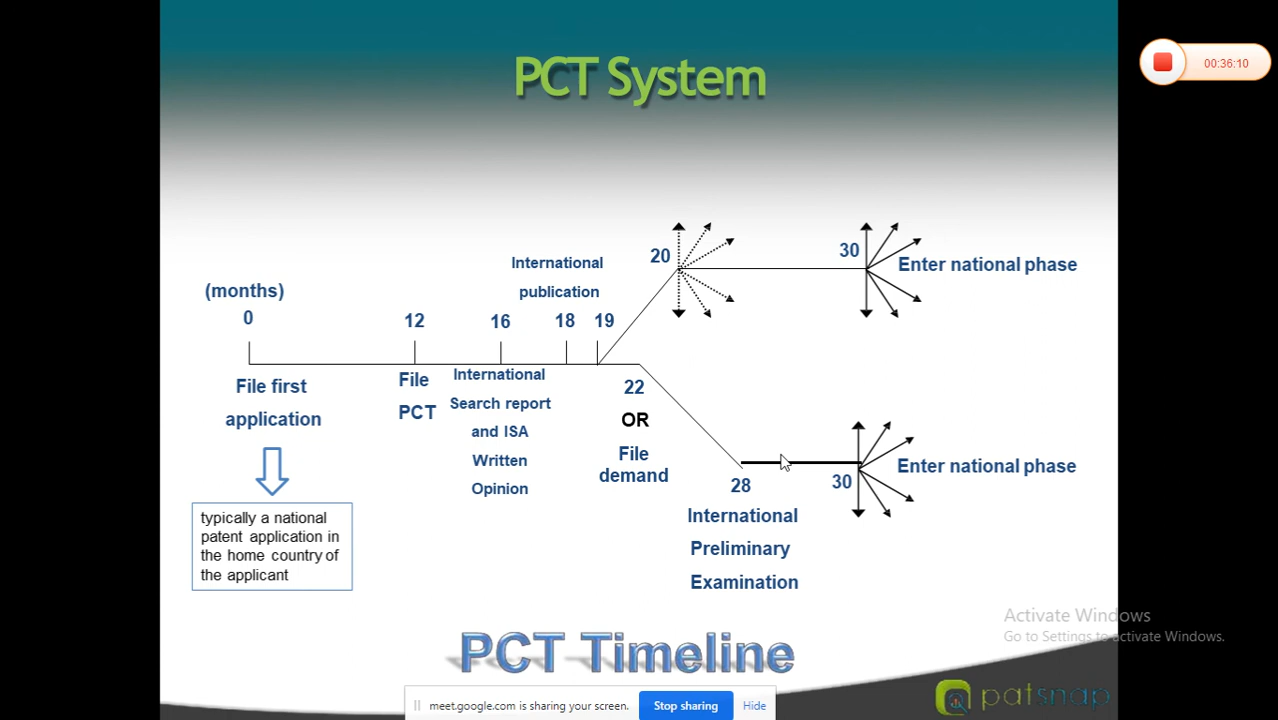 PCT System
00:36:10
International
publication
20
30
Enter national phase
(months)
0
12
16
18
19
File first
application
File
PCT
International
Search report
and ISA
Written
Opinion
22
OR
File
demand
28
30
Enter national phase
International
Preliminary
Examination
typically a national
patent application in
the home country of
the applicant
Activate Windows
Go to Settings to activate Windows.
PCT Timeline
meet.google.com is sharing your screen.
Stop sharing
Hide
patsnap